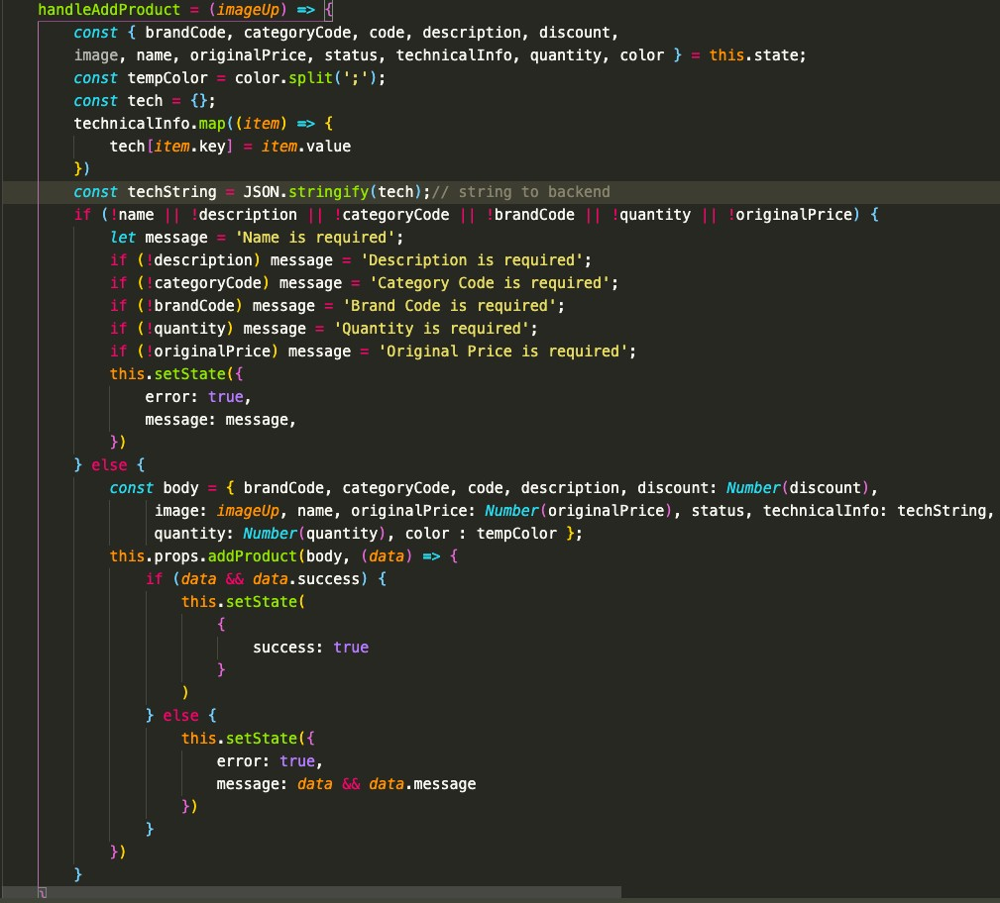 handleAddProduct = (imageUp) => {
const { brandCode, categoryCode, code, description, discount,
image, name, originalPrice, status, technicalInfo, quantity, color } = this.state;
const tempColor = color.split(';');
const tech = {};
technicalInfo.map((item) => {
tech[item.key] = item.value
})
const techString = JSON.stringify(tech);// string to backend
if (!name || !description || !categoryCode || !brandCode || !quantity || !originalPrice) {
let message = 'Name is required';
if (!description) message = 'Description is required';
if (!categoryCode) message = 'Category Code is required';
if (!brandCode) message = 'Brand Code is required';
if (!quantity) message = 'Quantity is required';
if (!originalPrice) message = 'Original Price is required';
this.setState({
error: true,
message: message,
})
} else {
const body = { brandCode, categoryCode, code, description, discount: Number(discount),
image: imageUp, name, originalPrice: Number(originalPrice), status, technicalInfo: techString,
quantity: Number(quantity), color : tempColor };
this.props.addProduct(body, (data) => {
if (data && data.success) {
this.setState(
{
success: true
}
)
} else {
this.setState({
error: true,
message: data && data.message
})
}
})
}
}